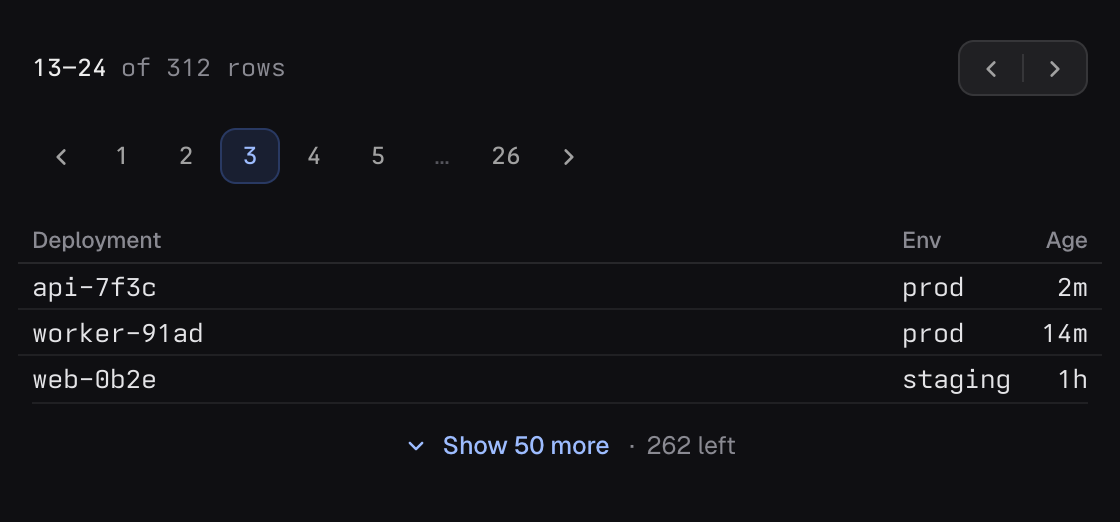 13–24 of 312 rows
1 2 3 4 5 … 26
Deployment Env Age
api-7f3c prod 2m
worker-91ad prod 14m
web-0b2e staging 1h
Show 50 more · 262 left